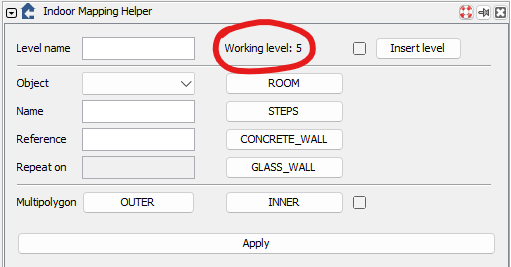 Indoor Mapping Helper
Level name Working level: 5 Insert level
Object ROOM
Name STEPS
Reference CONCRETE_WALL
Repeat on GLASS_WALL
Multipolygon OUTER INNER
Apply